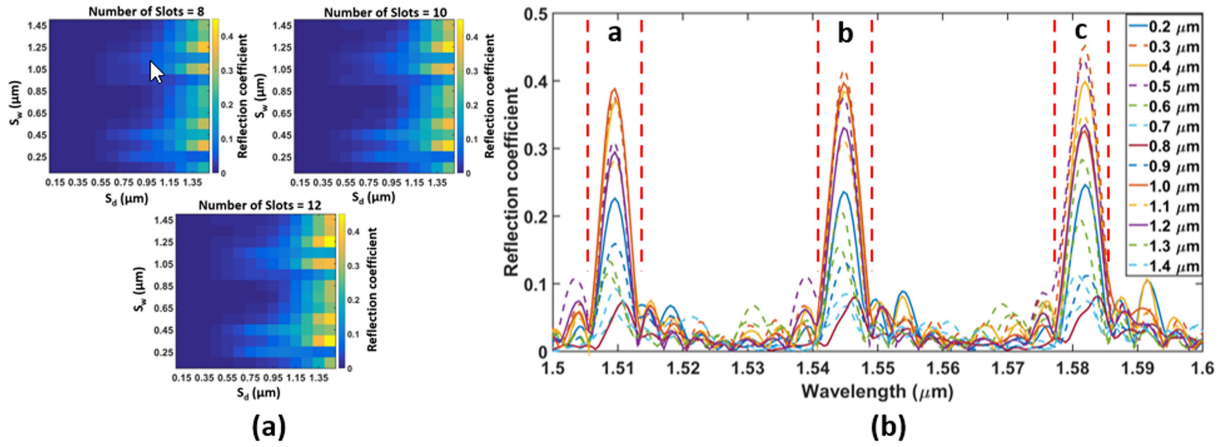 Number of Slots = 8
1.45
1.25
1.05
0.85
0.65
0.45
0.25
S_w (μm)
0.15 0.35 0.55 0.75 0.95 1.15 1.35
S_d (μm)
0.4
0.3
0.2
0.1
0
Reflection coefficient
Number of Slots = 10
1.45
1.25
1.05
0.85
0.65
0.45
0.25
S_w (μm)
0.15 0.35 0.55 0.75 0.95 1.15 1.35
S_d (μm)
0.4
0.3
0.2
0.1
0
Reflection coefficient
Number of Slots = 12
1.45
1.25
1.05
0.85
0.65
0.45
0.25
S_w (μm)
0.15 0.35 0.55 0.75 0.95 1.15 1.35
S_d (μm)
0.4
0.3
0.2
0.1
0
Reflection coefficient
(a)
0.5
0.4
0.3
0.2
0.1
0
Reflection coefficient
a
b
c
0.2 μm
0.3 μm
0.4 μm
0.5 μm
0.6 μm
0.7 μm
0.8 μm
0.9 μm
1.0 μm
1.1 μm
1.2 μm
1.3 μm
1.4 μm
1.5 1.51 1.52 1.53 1.54 1.55 1.56 1.57 1.58 1.59 1.6
Wavelength (μm)
(b)